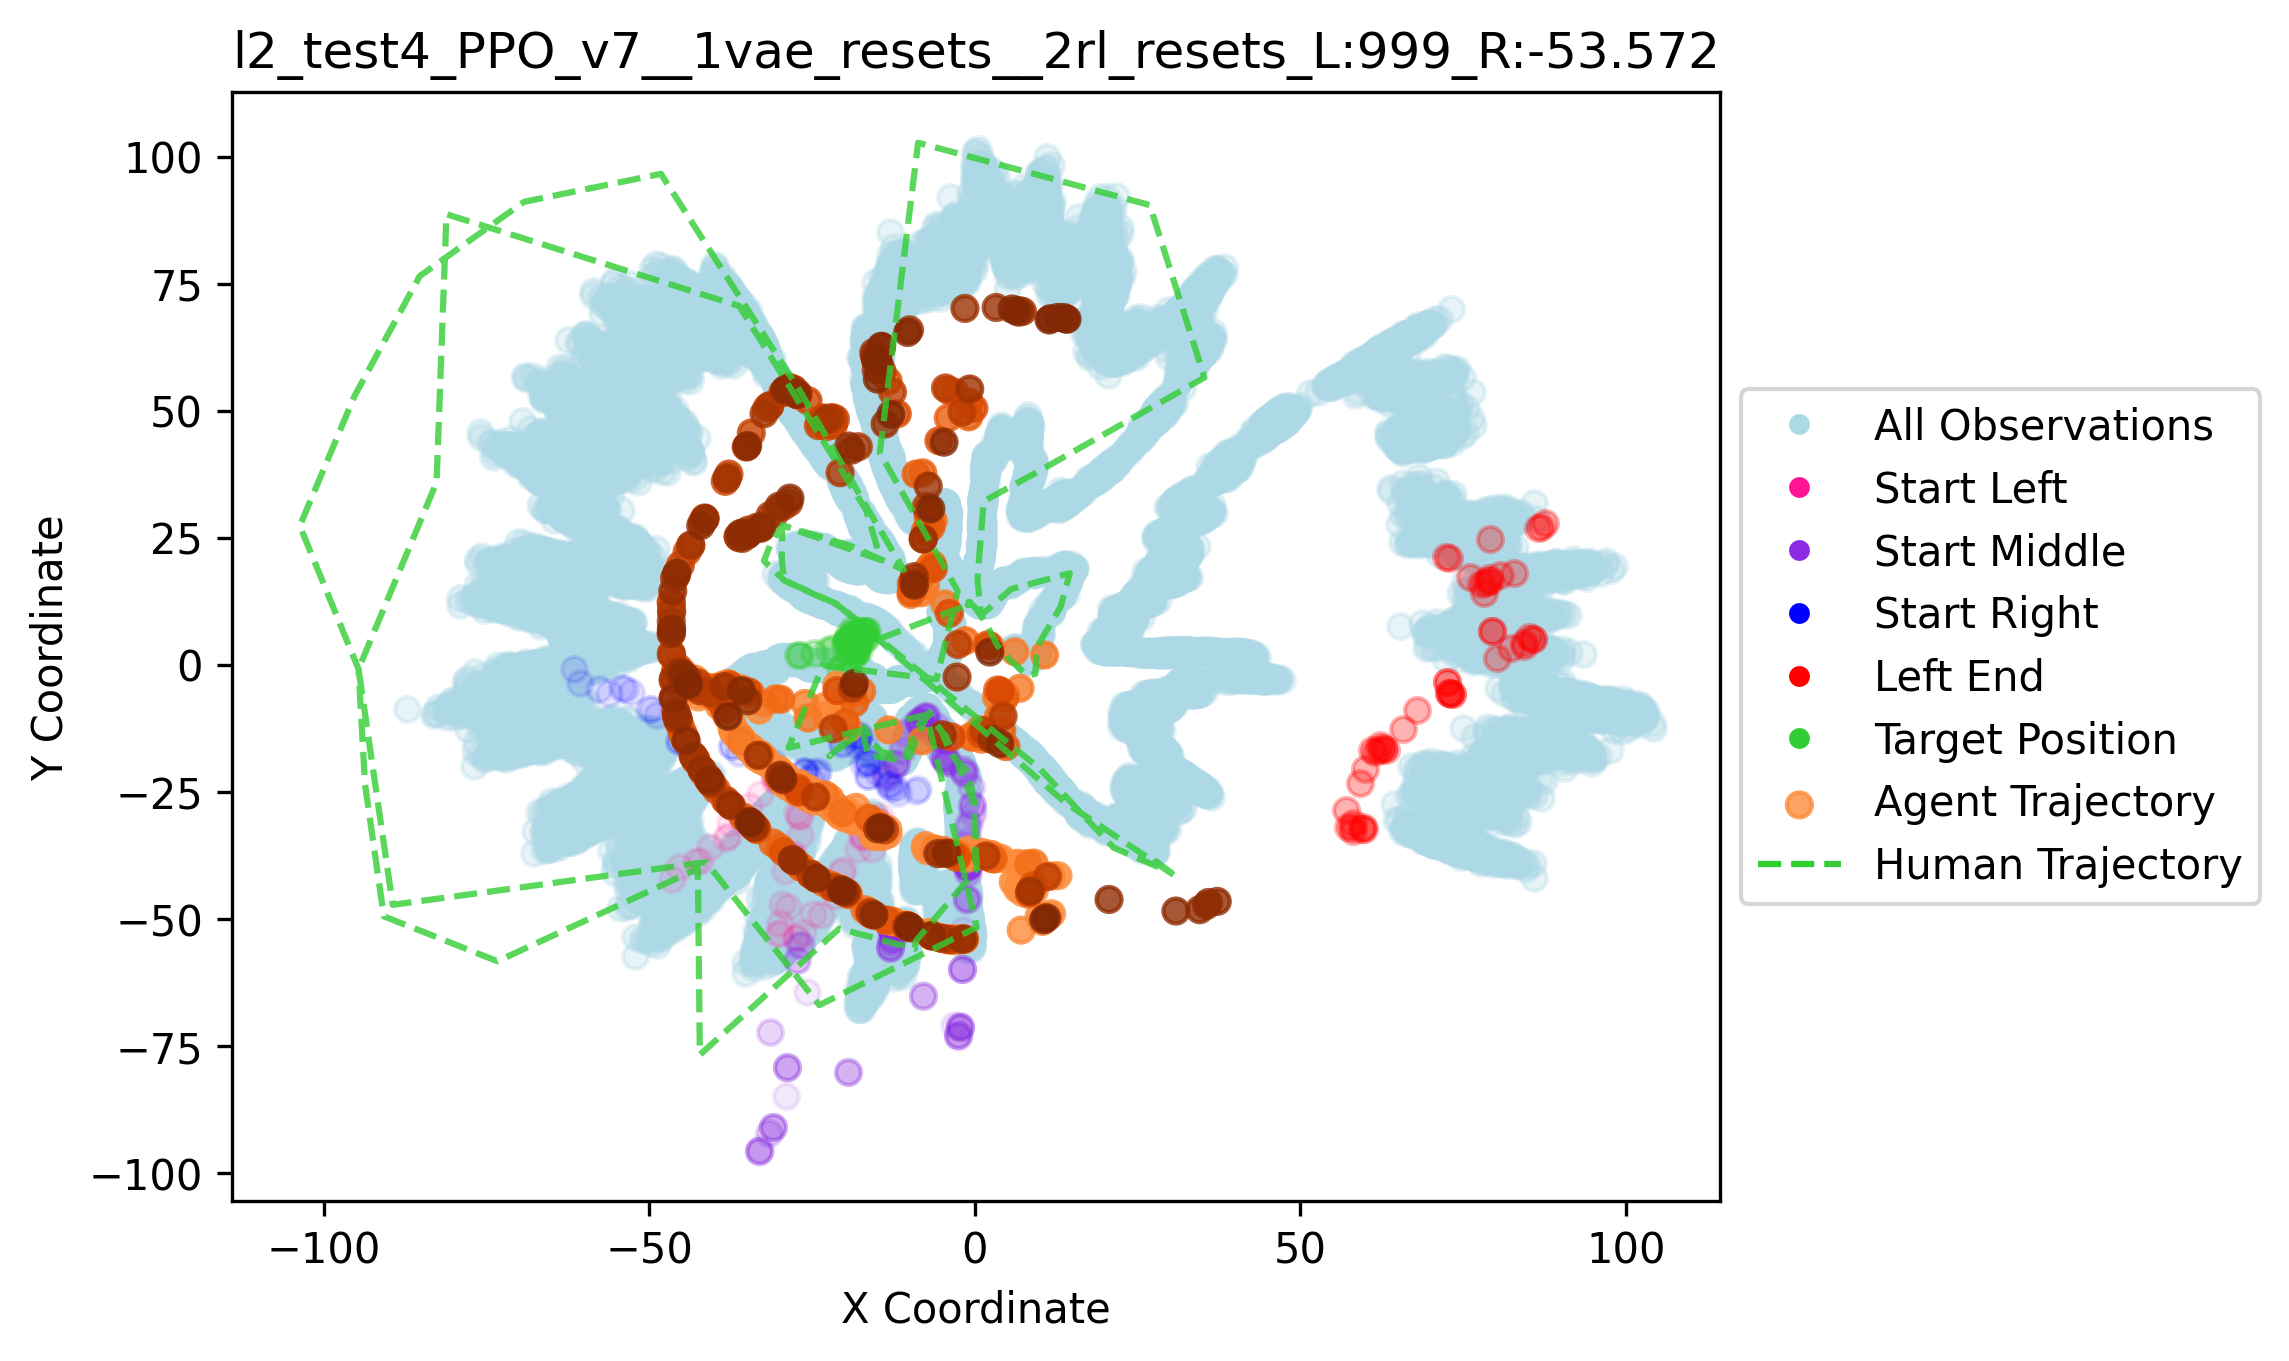 l2_test4_PPO_v7__1vae_resets__2rl_resets_L:999_R:-53.572
100
75
50
25
0
−25
−50
−75
−100
Y Coordinate
−100
−50
0
50
100
X Coordinate
All Observations
Start Left
Start Middle
Start Right
Left End
Target Position
Agent Trajectory
Human Trajectory